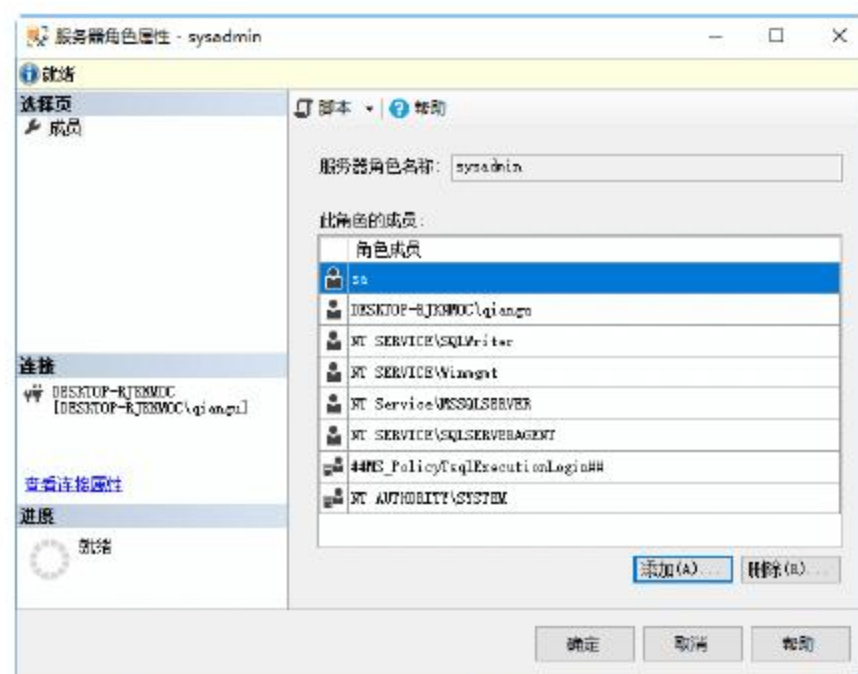 服务器角色属性 - sysadmin
就绪
选择页
成员
脚本
帮助
服务器角色名称:
sysadmin
此角色的成员:
角色成员
sa
DESKTOP-RJKNMOC\qiangu
NT SERVICE\SQLWriter
NT SERVICE\Winmgmt
NT Service\MSSQLSERVER
NT SERVICE\SQLSERVERAGENT
##MS_PolicyTsqlExecutionLogin##
NT AUTHORITY\SYSTEM
连接
DESKTOP-RJKNMOC
[DESKTOP-RJKNMOC\qiangu]
查看连接属性
进度
就绪
添加(A)...
删除(R)...
确定
取消
帮助